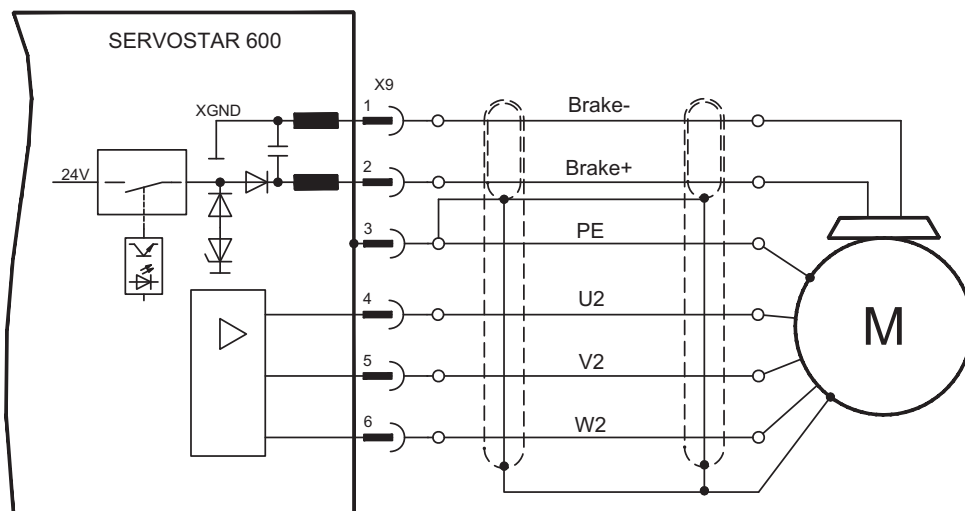 SERVOSTAR 600
X9
XGND
24V
1
Brake-
2
Brake+
3
PE
4
U2
5
V2
6
W2
M